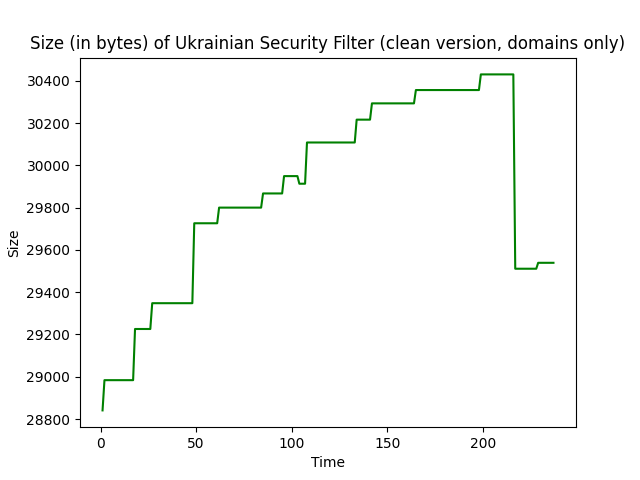 Size (in bytes) of Ukrainian Security Filter (clean version, domains only)
30400
30200
30000
29800
29600
29400
29200
29000
28800
Size
0 50 100 150 200
Time